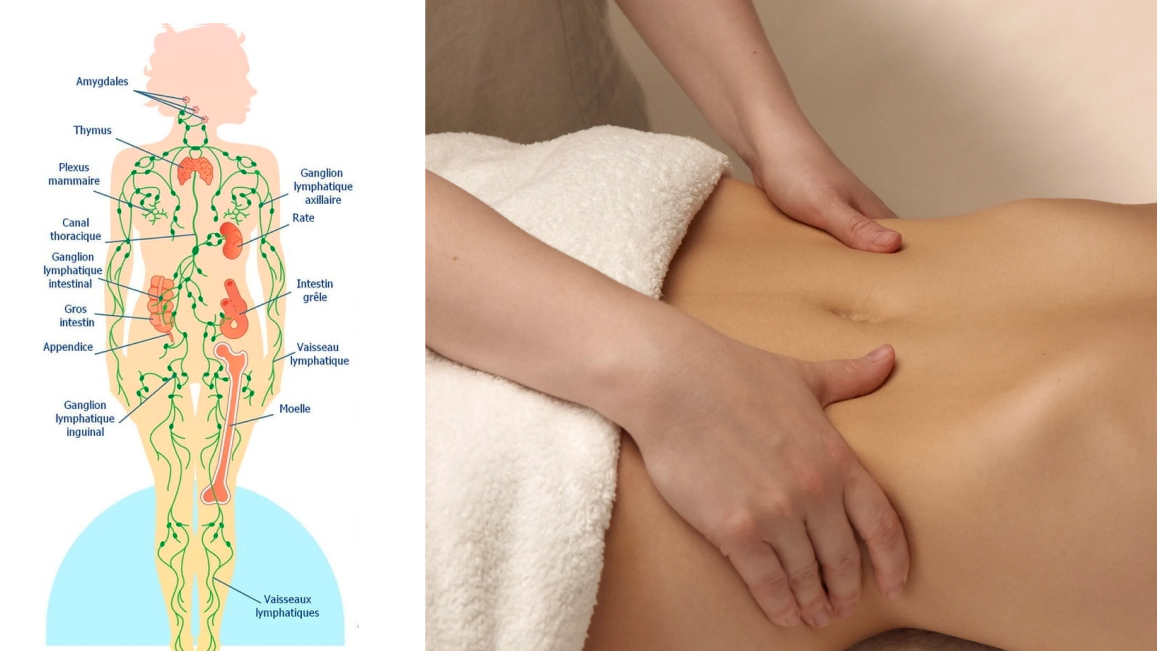 Amygdales
Thymus
Plexus
mammaire
Canal
thoracique
Ganglion
lymphatique
intestinal
Gros
intestin
Appendice
Ganglion
lymphatique
inguinal
Ganglion
lymphatique
axillaire
Rate
Intestin
grêle
Vaisseau
lymphatique
Moelle
Vaisseaux
lymphatiques